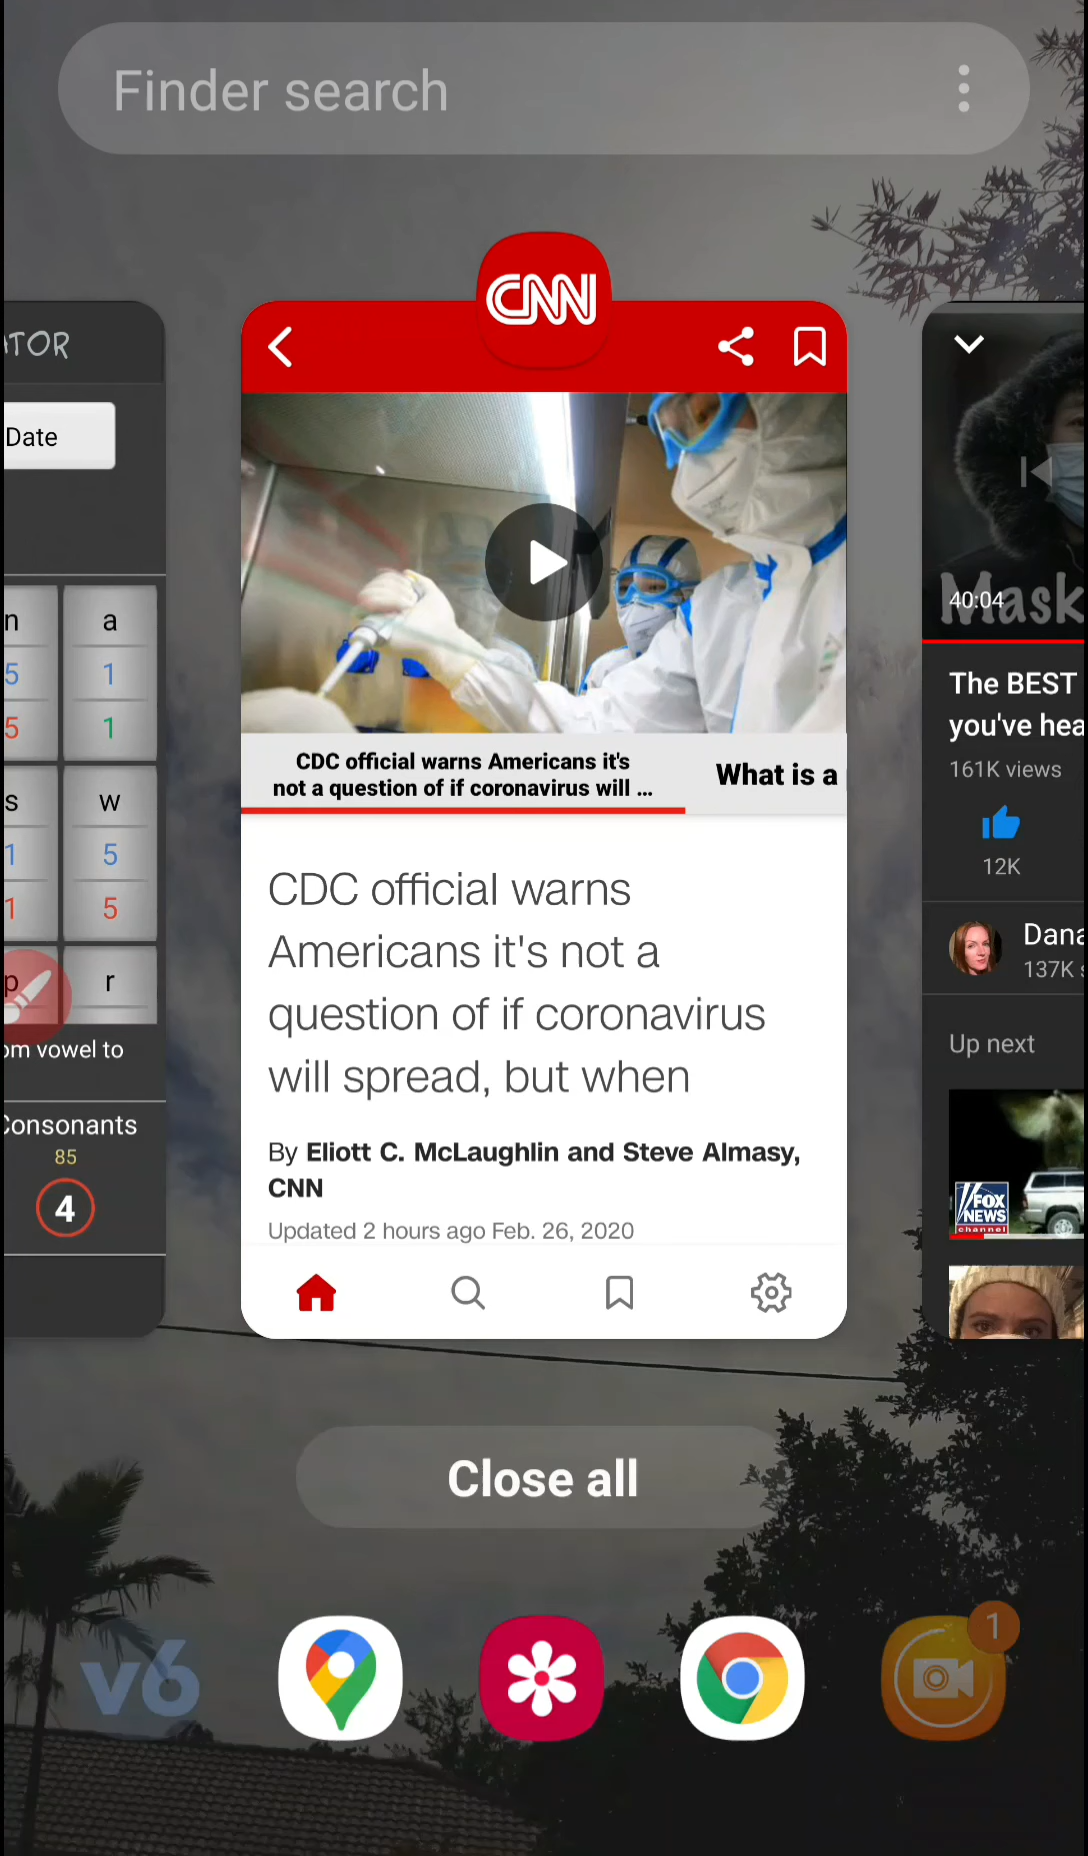 Finder search
CNN
ATOR
Date
n a
5 1
5 1
s w
1 5
1 5
p r
om vowel to
Consonants
85
4
CDC official warns Americans it's
not a question of if coronavirus will ...
What is a
CDC official warns
Americans it's not a
question of if coronavirus
will spread, but when
By Eliott C. McLaughlin and Steve Almasy,
CNN
Updated 2 hours ago Feb. 26, 2020
Mask
40:04
The BEST
you've hea
161K views
12K
Dana
137K s
Up next
FOX
NEWS
channel
Close all
v6
1